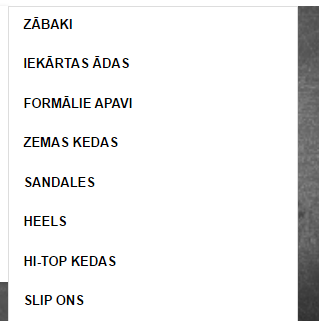 ZĀBAKI
IEKĀRTAS ĀDAS
FORMĀLIE APAVI
ZEMAS KEDAS
SANDALES
HEELS
HI-TOP KEDAS
SLIP ONS